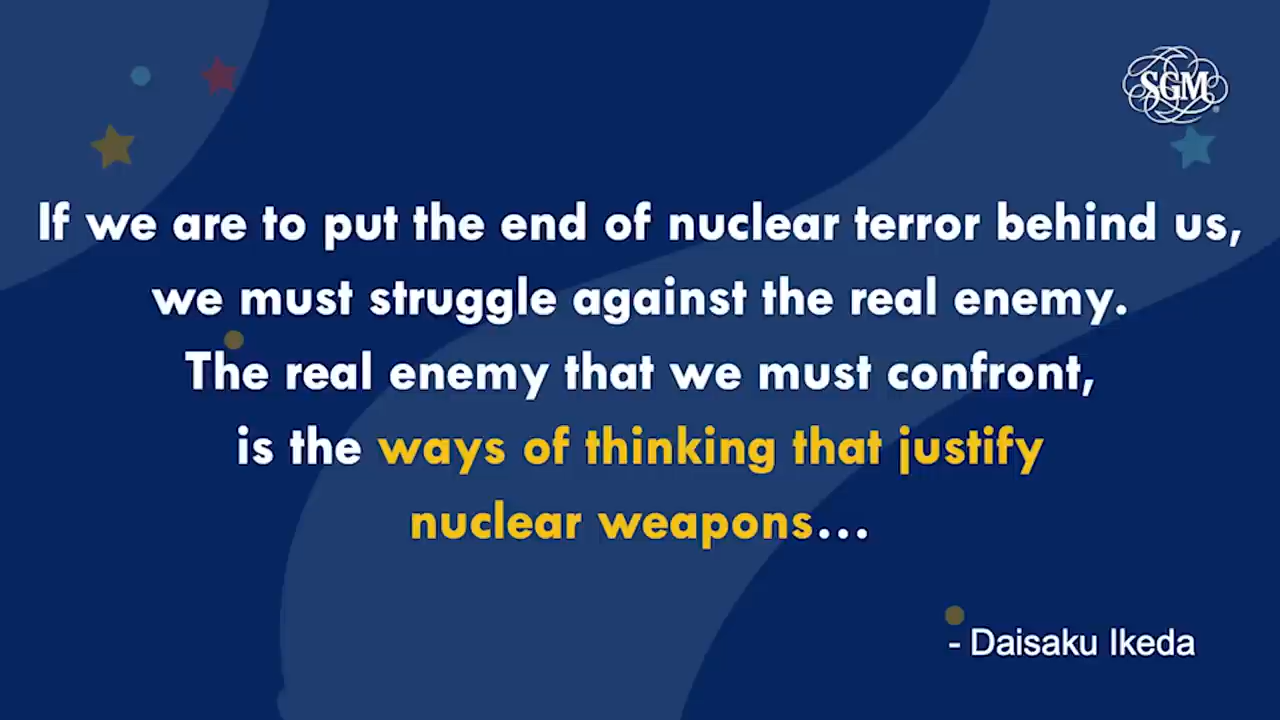 SGM
If we are to put the end of nuclear terror behind us,
we must struggle against the real enemy.
The real enemy that we must confront,
is the ways of thinking that justify
nuclear weapons...
- Daisaku Ikeda